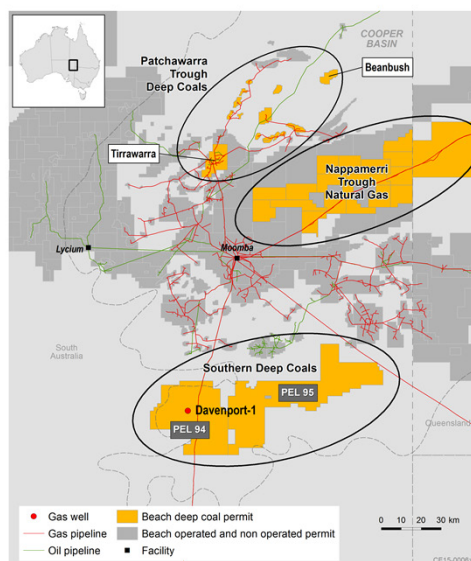 COOPER
BASIN
Patchawarra
Trough
Deep Coals
Beanbush
Tirrawarra
Nappamerri
Trough
Natural Gas
Lycium
Moomba
South
Australia
Southern Deep Coals
PEL 95
Davenport-1
PEL 94
Queensland
Gas well
Gas pipeline
Oil pipeline
Beach deep coal permit
Beach operated and non operated permit
Facility
0 10 20 30 km